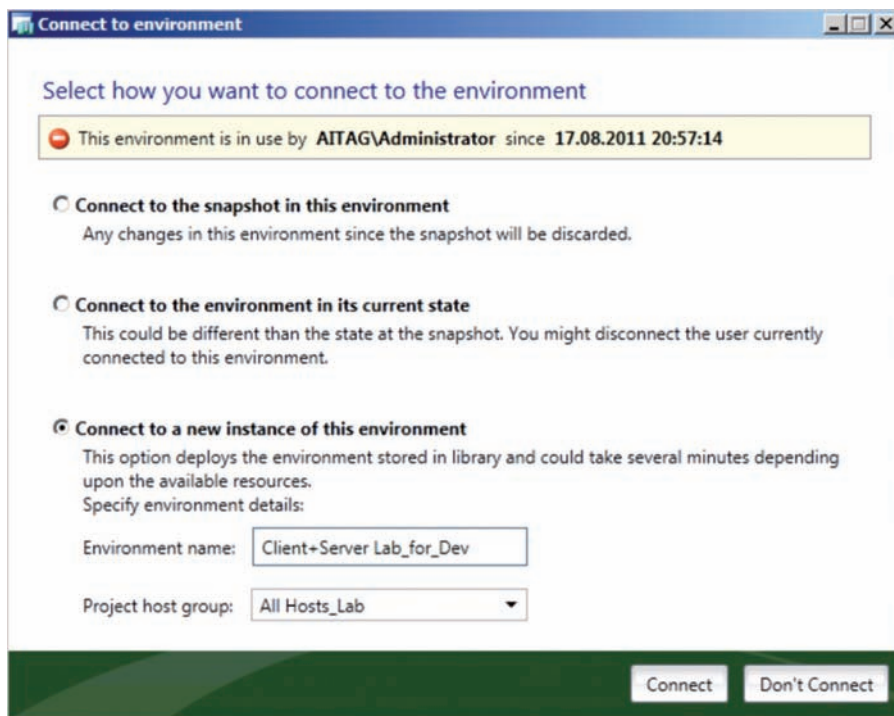 Connect to environment
Select how you want to connect to the environment
This environment is in use by AITAG\Administrator since 17.08.2011 20:57:14
Connect to the snapshot in this environment
Any changes in this environment since the snapshot will be discarded.
Connect to the environment in its current state
This could be different than the state at the snapshot. You might disconnect the user currently
connected to this environment.
Connect to a new instance of this environment
This option deploys the environment stored in library and could take several minutes depending
upon the available resources.
Specify environment details:
Environment name: Client+Server Lab_for_Dev
Project host group: All Hosts_Lab
Connect Don't Connect